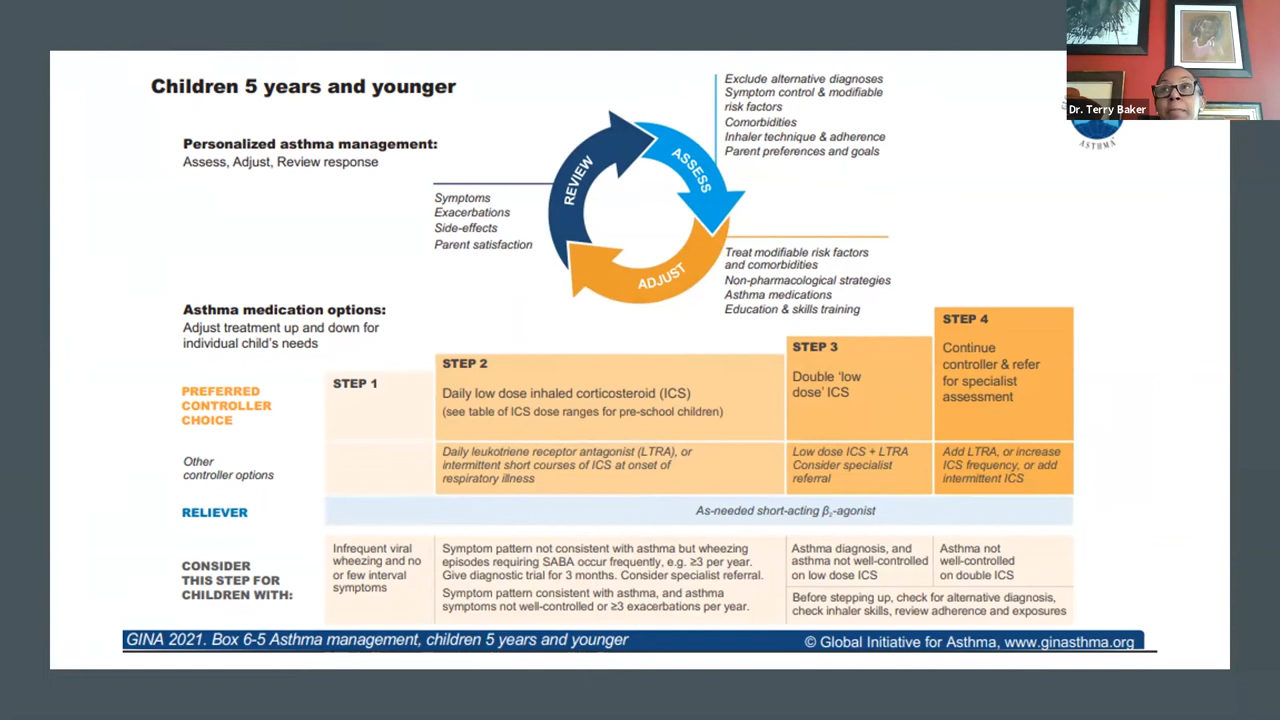 Children 5 years and younger
Personalized asthma management:
Assess, Adjust, Review response
Exclude alternative diagnoses
Symptom control & modifiable
risk factors
Comorbidities
Inhaler technique & adherence
Parent preferences and goals
Dr. Terry Baker
ASTHMA
REVIEW
ASSESS
ADJUST
Symptoms
Exacerbations
Side-effects
Parent satisfaction
Treat modifiable risk factors
and comorbidities
Non-pharmacological strategies
Asthma medications
Education & skills training
Asthma medication options:
Adjust treatment up and down for
individual child's needs
PREFERRED
CONTROLLER
CHOICE
STEP 1
STEP 2
Daily low dose inhaled corticosteroid (ICS)
(see table of ICS dose ranges for pre-school children)
STEP 3
Double ‘low
dose’ ICS
STEP 4
Continue
controller & refer
for specialist
assessment
Other
controller options
Daily leukotriene receptor antagonist (LTRA), or
intermittent short courses of ICS at onset of
respiratory illness
Low dose ICS + LTRA
Consider specialist
referral
Add LTRA, or increase
ICS frequency, or add
intermittent ICS
RELIEVER
As-needed short-acting β₂-agonist
CONSIDER
THIS STEP FOR
CHILDREN WITH:
Infrequent viral
wheezing and no
or few interval
symptoms
Symptom pattern not consistent with asthma but wheezing
episodes requiring SABA occur frequently, e.g. ≥3 per year.
Give diagnostic trial for 3 months. Consider specialist referral.
Symptom pattern consistent with asthma, and asthma
symptoms not well-controlled or ≥3 exacerbations per year.
Asthma diagnosis, and
asthma not well-controlled
on low dose ICS
Asthma not
well-controlled
on double ICS
Before stepping up, check for alternative diagnosis,
check inhaler skills, review adherence and exposures
GINA 2021. Box 6-5 Asthma management, children 5 years and younger
© Global Initiative for Asthma, www.ginasthma.org